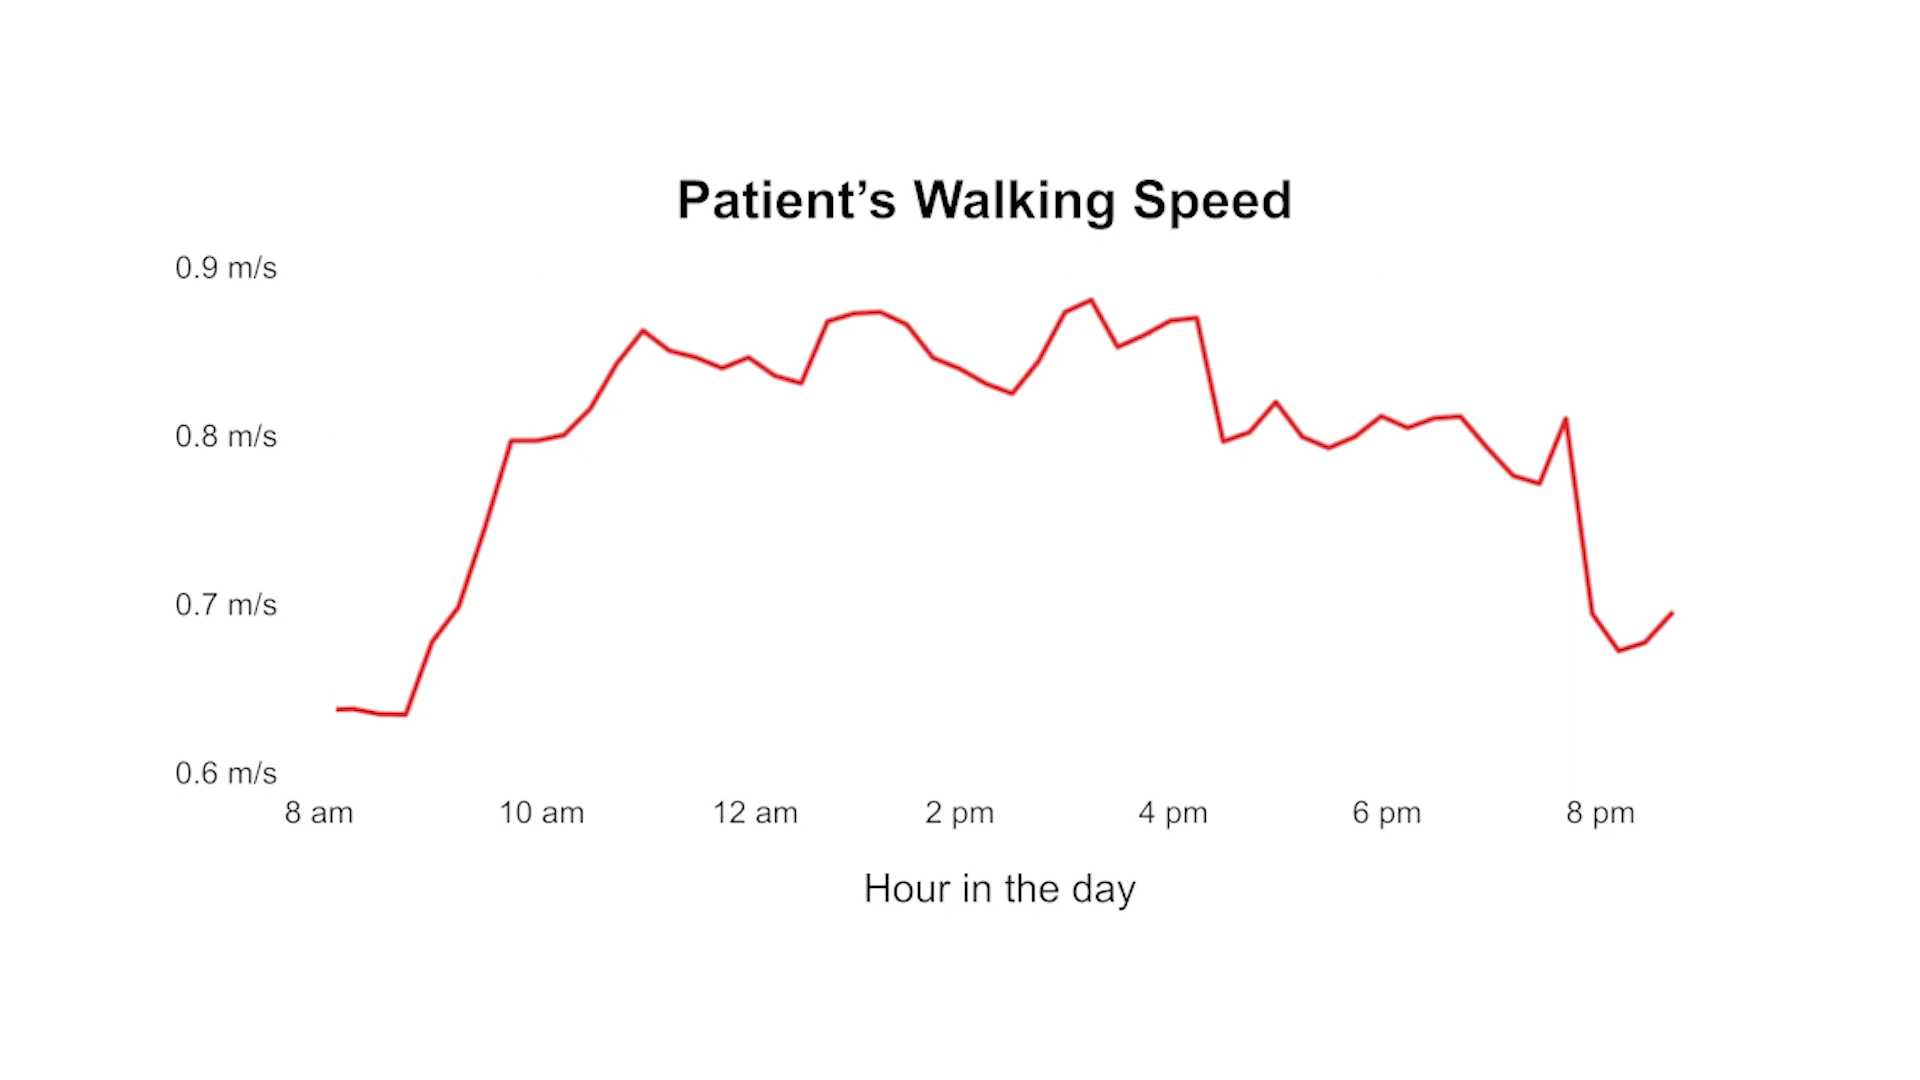 Patient’s Walking Speed
0.9 m/s
0.8 m/s
0.7 m/s
0.6 m/s
8 am 10 am 12 am 2 pm 4 pm 6 pm 8 pm
Hour in the day